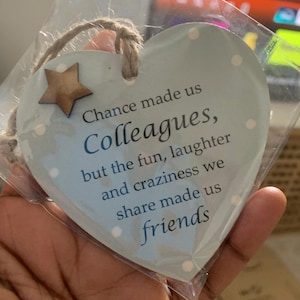 Chance made us
Colleagues,
but the fun, laughter
and craziness we
share made us
friends